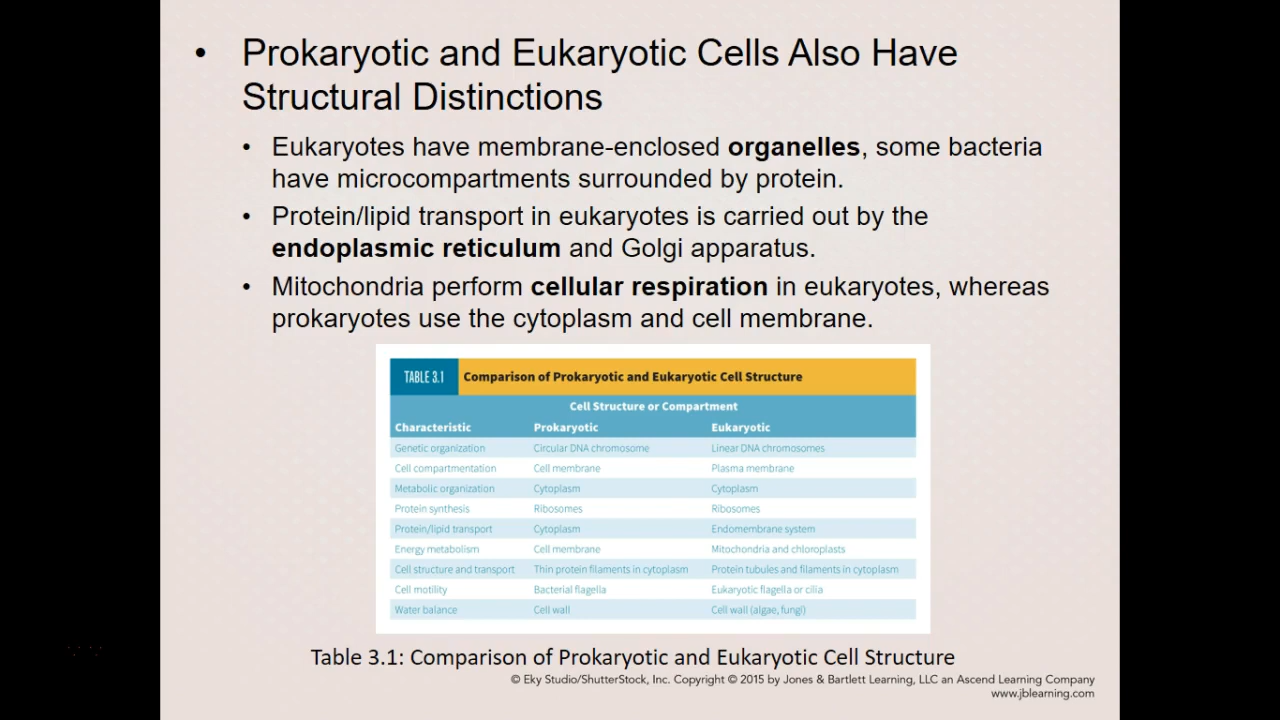 • Prokaryotic and Eukaryotic Cells Also Have
Structural Distinctions
• Eukaryotes have membrane-enclosed organelles, some bacteria
have microcompartments surrounded by protein.
• Protein/lipid transport in eukaryotes is carried out by the
endoplasmic reticulum and Golgi apparatus.
• Mitochondria perform cellular respiration in eukaryotes, whereas
prokaryotes use the cytoplasm and cell membrane.
TABLE 3.1 Comparison of Prokaryotic and Eukaryotic Cell Structure
Cell Structure or Compartment
Characteristic Prokaryotic Eukaryotic
Genetic organization Circular DNA chromosome Linear DNA chromosomes
Cell compartmentation Cell membrane Plasma membrane
Metabolic organization Cytoplasm Cytoplasm
Protein synthesis Ribosomes Ribosomes
Protein/lipid transport Cytoplasm Endomembrane system
Energy metabolism Cell membrane Mitochondria and chloroplasts
Cell structure and transport Thin protein filaments in cytoplasm Protein tubules and filaments in cytoplasm
Cell motility Bacterial flagella Eukaryotic flagella or cilia
Water balance Cell wall Cell wall (algae, fungi)
Table 3.1: Comparison of Prokaryotic and Eukaryotic Cell Structure
© Eky Studio/ShutterStock, Inc. Copyright © 2015 by Jones & Bartlett Learning, LLC an Ascend Learning Company
www.jblearning.com